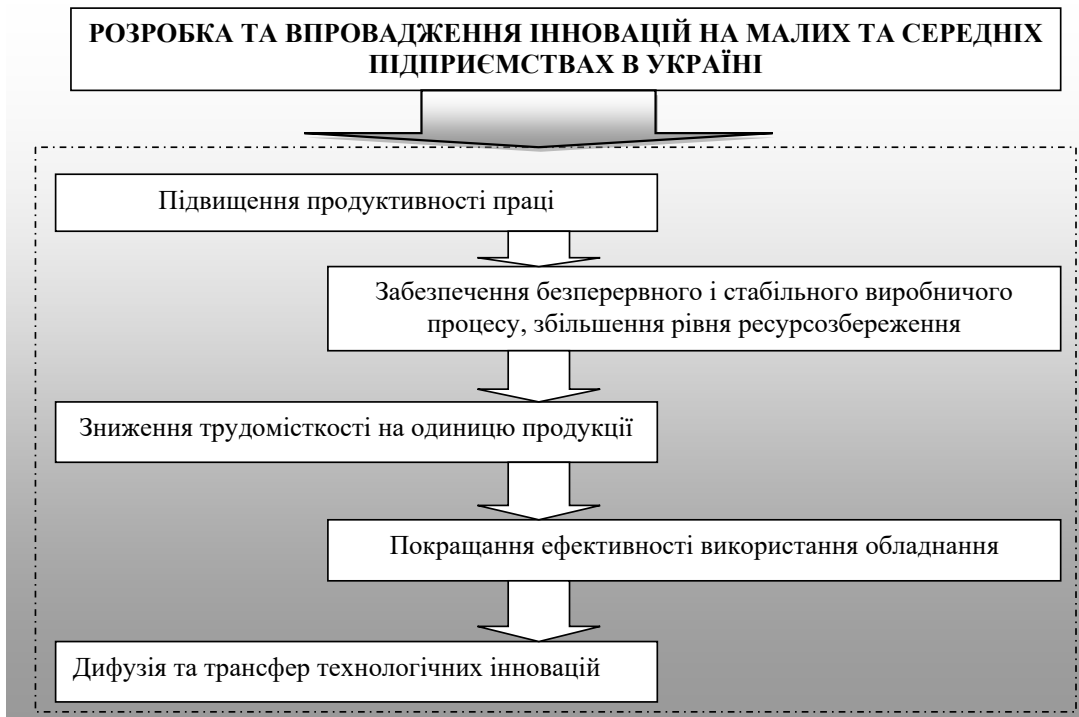 РОЗРОБКА ТА ВПРОВАДЖЕННЯ ІННОВАЦІЙ НА МАЛИХ ТА СЕРЕДНІХ
ПІДПРИЄМСТВАХ В УКРАЇНІ
Підвищення продуктивності праці
Забезпечення безперервного і стабільного виробничого
процесу, збільшення рівня ресурсозбереження
Зниження трудомісткості на одиницю продукції
Покращання ефективності використання обладнання
Дифузія та трансфер технологічних інновацій